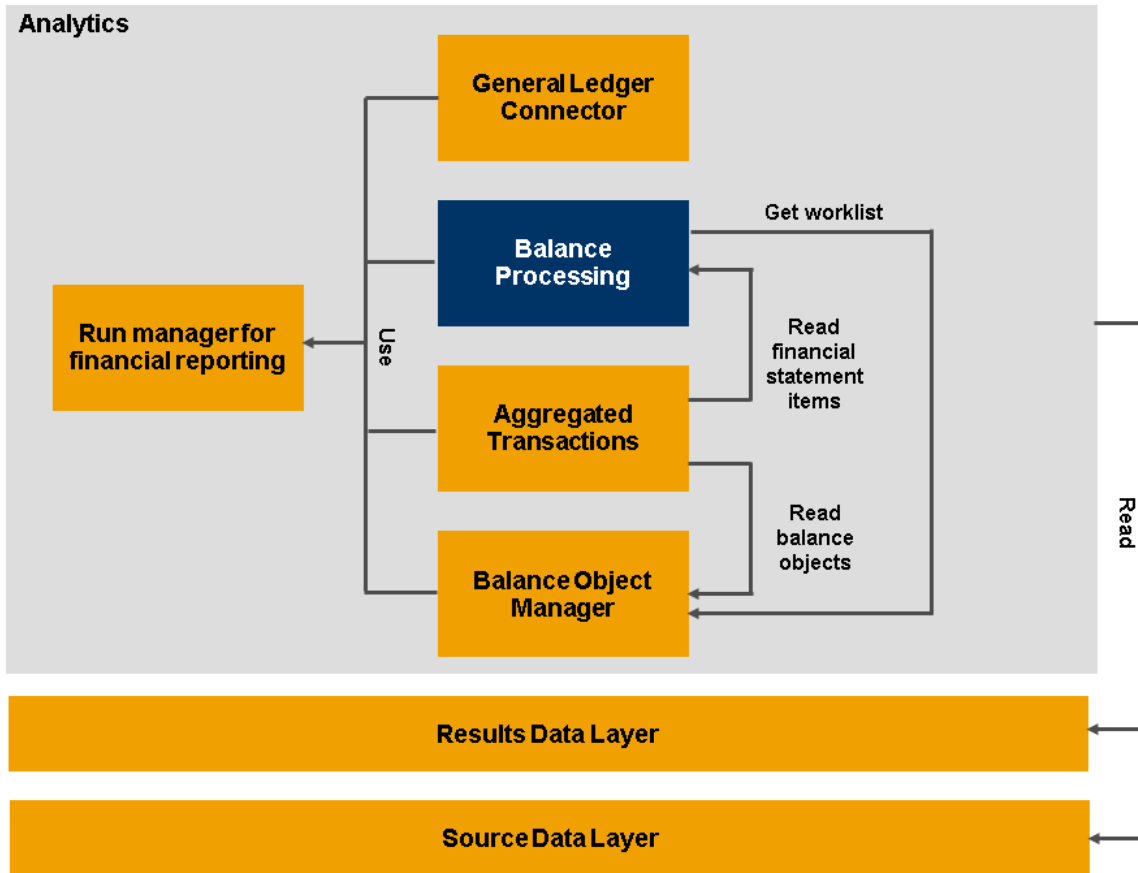 Analytics
General Ledger
Connector
Get worklist
Balance
Processing
Run manager for
financial reporting
Use
Read
financial
statement
items
Aggregated
Transactions
Read
balance
objects
Read
Balance Object
Manager
Results Data Layer
Source Data Layer